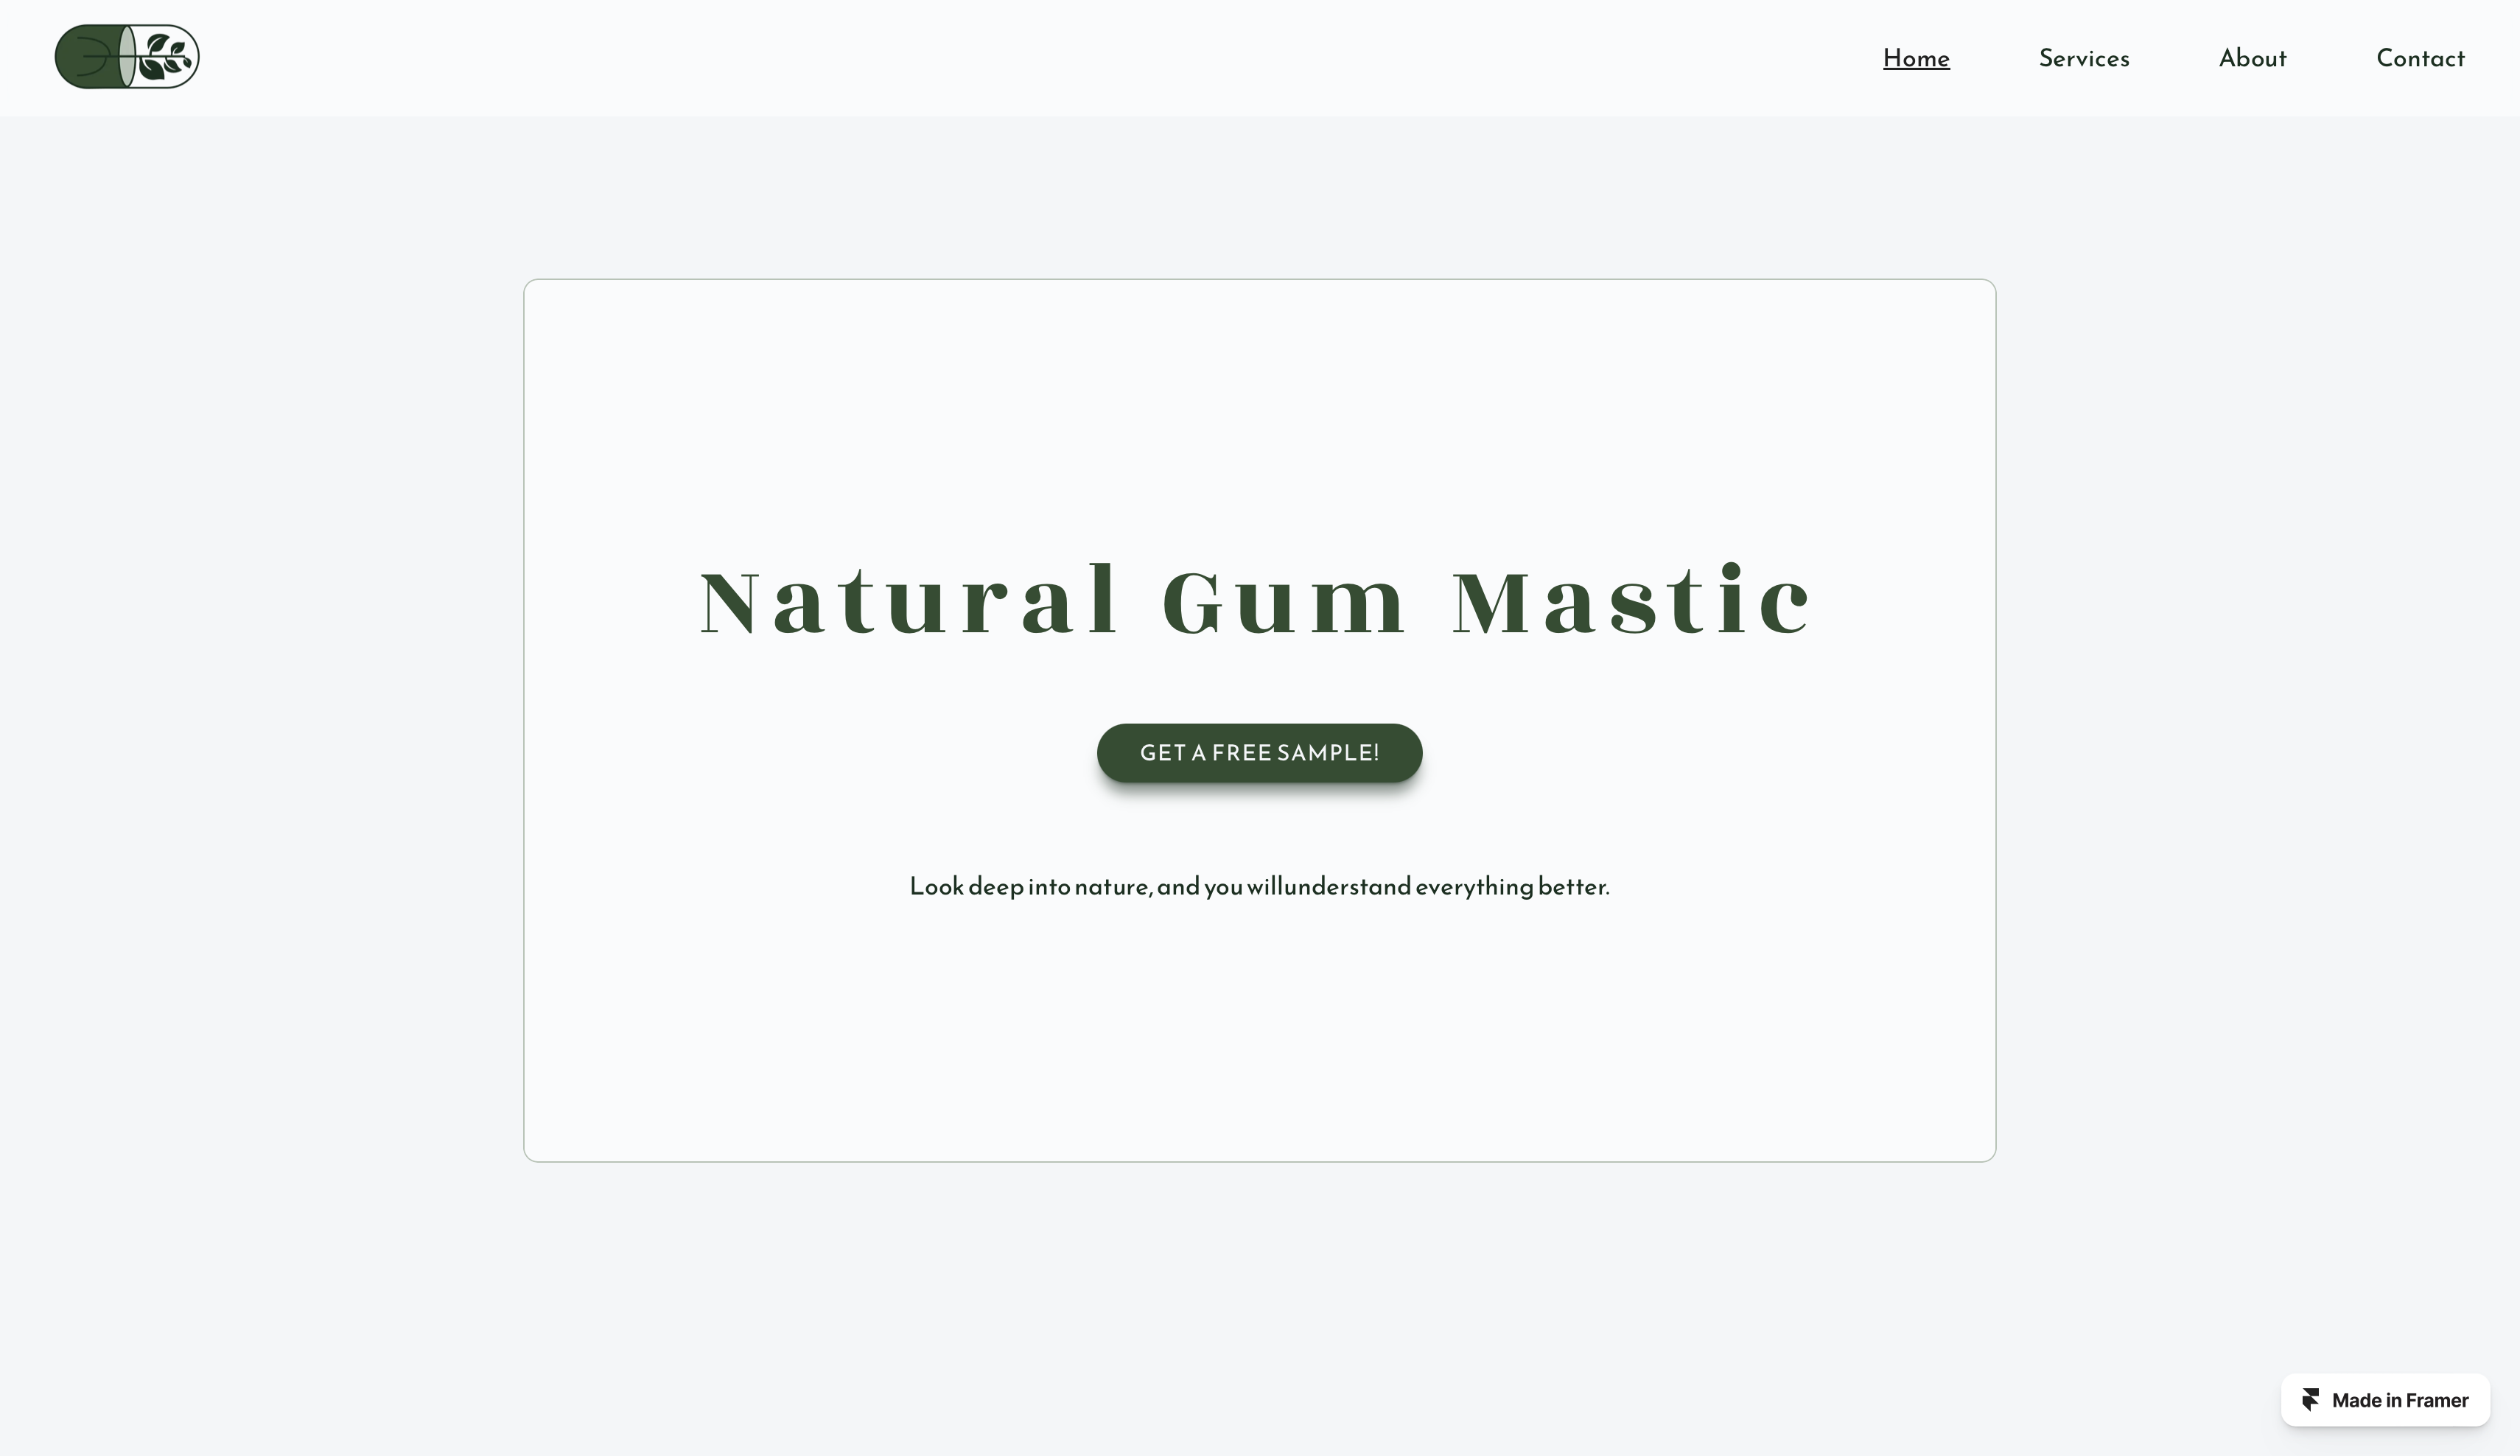 Home
Services
About
Contact
Natural Gum Mastic
GET A FREE SAMPLE!
Look deep into nature, and you willunderstand everything better.
Made in Framer